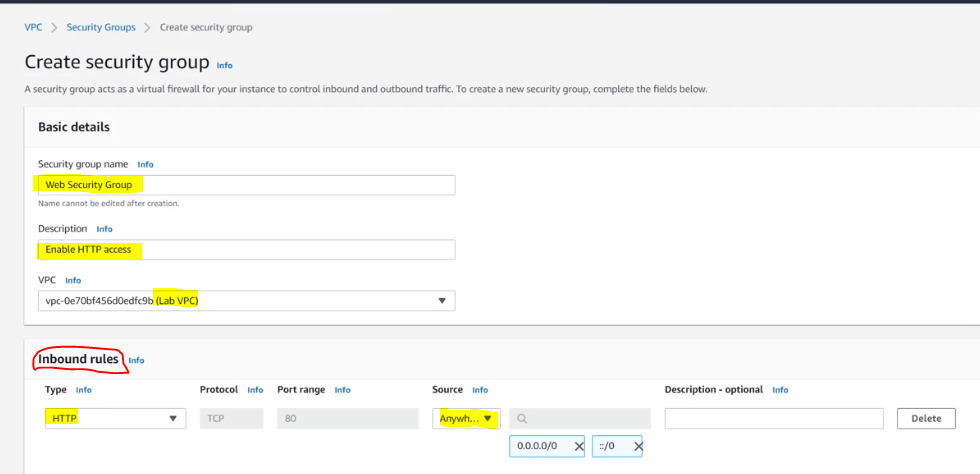 VPC > Security Groups > Create security group
Create security group Info
A security group acts as a virtual firewall for your instance to control inbound and outbound traffic. To create a new security group, complete the fields below.
Basic details
Security group name Info
Web Security Group
Name cannot be edited after creation.
Description Info
Enable HTTP access
VPC Info
vpc-0e70bf456d0edfc9b (Lab VPC)
Inbound rules Info
Type Info Protocol Info Port range Info Source Info Description - optional Info
HTTP TCP 80 Anywh... Delete
0.0.0.0/0 ::/0